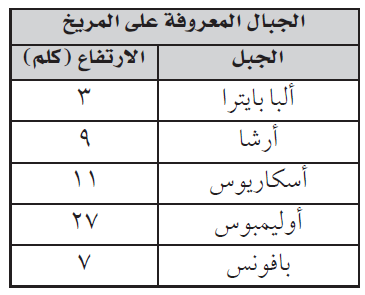 الجبال المعروفة على المريخ
الجبل الارتفاع (كلم)
ألبا بايترا ٣
أرشا ٩
أسكاريوس ١١
أوليمبوس ٢٧
بافونس ٧